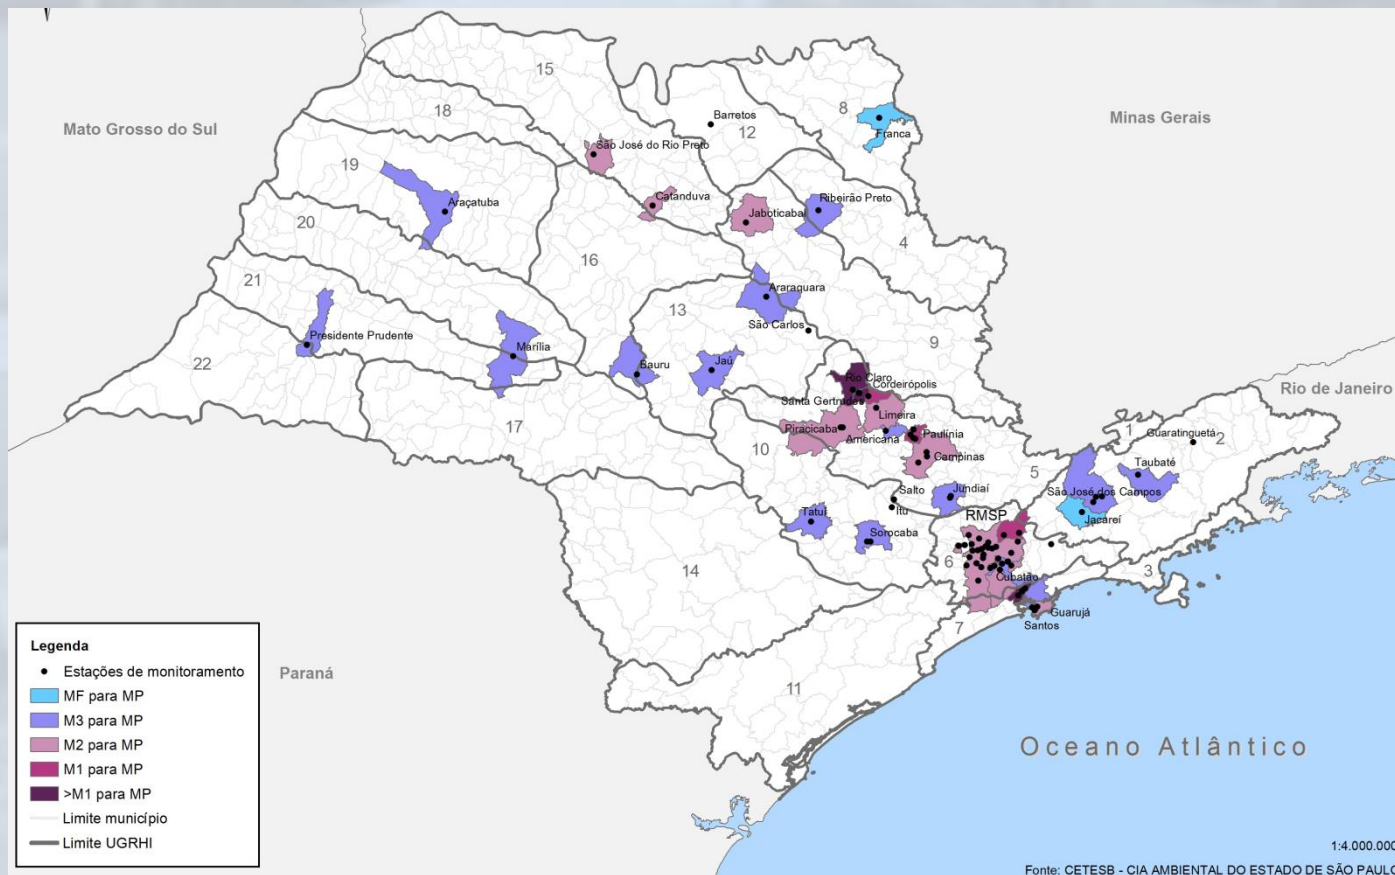 15
18
Mato Grosso do Sul
Barretos
12
8
Franca
Minas Gerais
São José do Rio Preto
19
Araçatuba
Catanduva
Jaboticabal
Ribeirão Preto
20
4
16
21
Araraquara
13
São Carlos
Presidente Prudente
22
Marília
Bauru
Jaú
9
Rio Claro
Cordeirópolis
Santa Gertrudes
Limeira
Rio de Janeiro
17
Piracicaba
Americana
Paulínia
1
Guaratinguetá
2
10
Campinas
5
Taubaté
Salto
Jundiaí
São José dos Campos
Itú
Jacareí
Tatuí
RMSP
Sorocaba
14
6
Cubatão
3
7
Guarujá
Santos
Paraná
11
Oceano Atlântico
Legenda
Estações de monitoramento
MF para MP
M3 para MP
M2 para MP
M1 para MP
>M1 para MP
Limite município
Limite UGRHI
1:4.000.000
Fonte: CETESB - CIA AMBIENTAL DO ESTADO DE SÃO PAULO